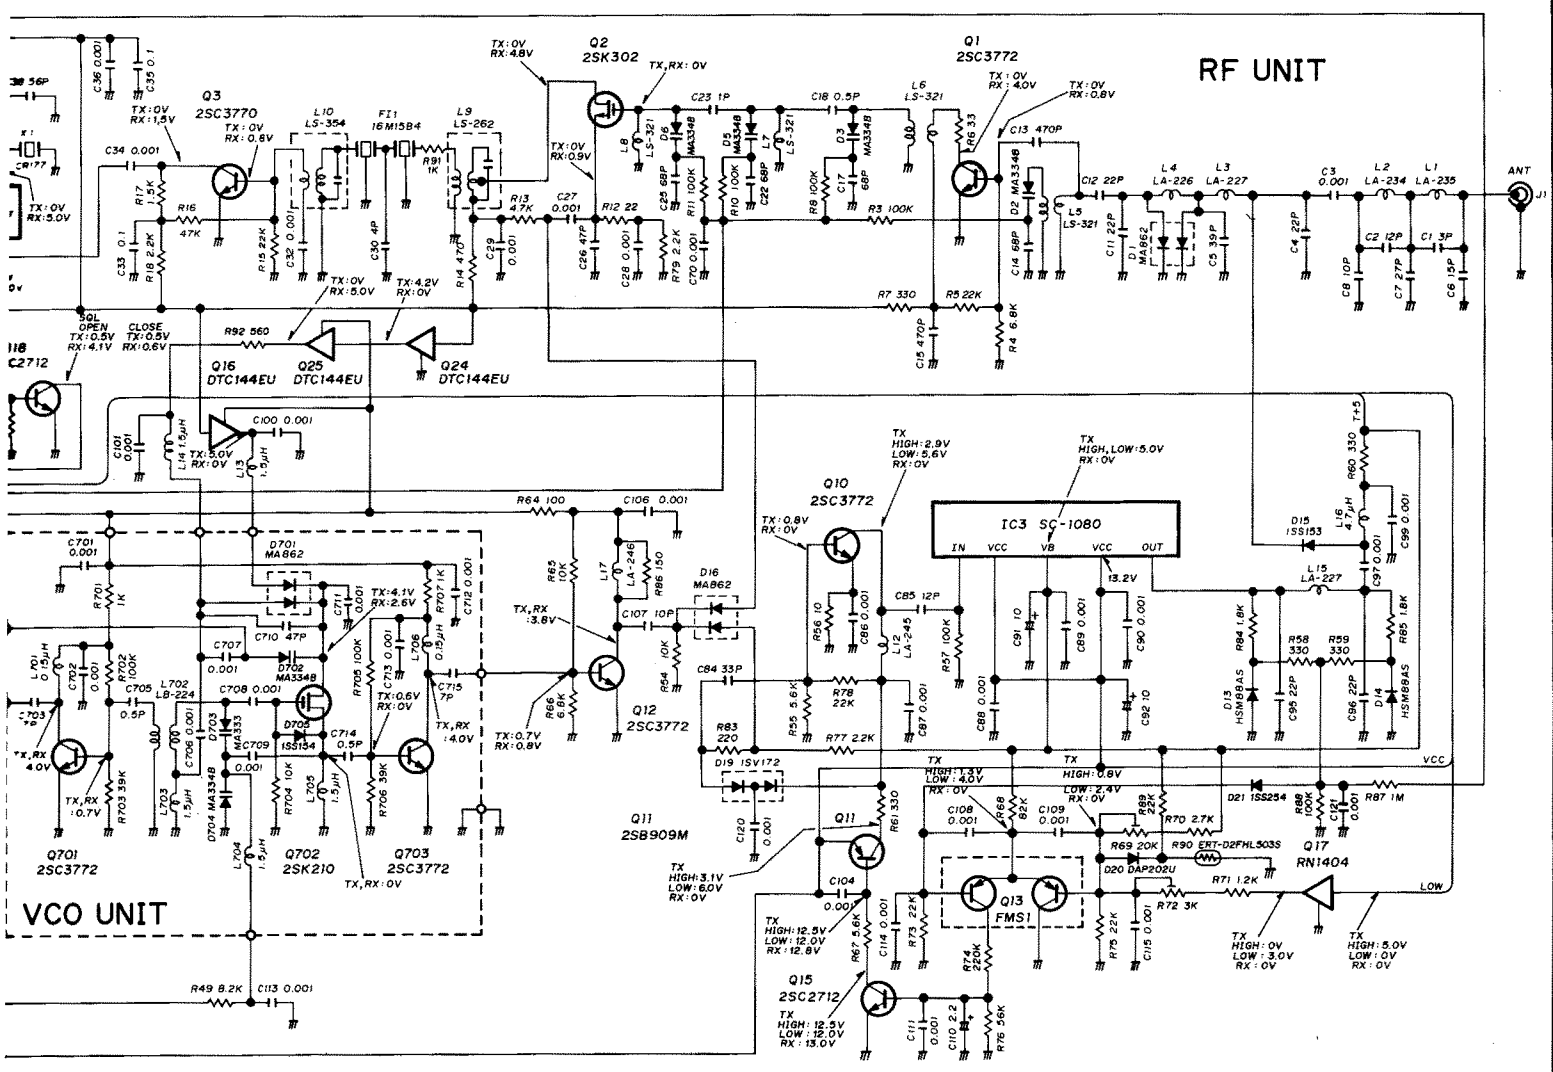 RF UNIT
C36 0.001
C35 0.1
56P
X1
CR177
TX:0V
RX:5.0V
C34 0.001
TX:0V
RX:1.5V
Q3
2SC3770
TX:0V
RX:0.8V
R17
1.5K
R16
47K
C33 0.1
R18 2.2K
R15 22K
C32 0.001
L10
LS-354
FI1
16M15B4
C30 4P
R91
1K
L9
LS-262
R14 470
C29
0.001
R13
4.7K
C27
0.001
TX:0V
RX:4.8V
Q2
2SK302
TX,RX:0V
TX:0V
RX:0.9V
R12 22
C26 47P
C28 0.001
R79 2.2K
C70 0.001
L8
LS-321
D6
MA334B
C25 68P
R11 100K
C23 1P
R10 100K
D5
MA334B
C22 68P
L7
LS-321
C18 0.5P
D3
MA334B
R8 100K
C17
68P
R3 100K
L6
LS-321
Q1
2SC3772
TX:0V
RX:4.0V
TX:0V
RX:0.8V
R6 33
C13 470P
D2 MA334B
C14 68P
L5
LS-321
C12 22P
C11 22P
L4
LA-226
D1
MA862
L3
LA-227
C5 39P
C4 22P
C3
0.001
L2
LA-234
L1
LA-235
C2 12P
C1 3P
C8 10P
C7 27P
C6 15P
ANT
J1
R7 330
R5 22K
C15 470P
R4 6.8K
TX:0V
RX:5.0V
TX:4.2V
RX:0V
SQL
OPEN
TX:0.5V
RX:4.1V
CLOSE
TX:0.5V
RX:0.6V
R92 560
Q16
DTC144EU
Q25
DTC144EU
Q24
DTC144EU
C2712
C101
0.001
L14 1.5μH
TX:5.0V
RX:0V
C100 0.001
L13
1.5μH
R64 100
C106 0.001
R65
10K
L17
LA-246
R86 150
TX,RX
:3.8V
C107 10P
D16
MA862
R54
10K
Q12
2SC3772
R66
6.8K
TX:0.7V
RX:0.8V
C84 33P
Q10
2SC3772
TX:0.8V
RX:0V
TX
HIGH:2.9V
LOW:5.6V
RX:0V
R56 10
C86 0.001
L12
LA-245
C85 12P
R55 5.6K
R78
22K
C87 0.001
R57 100K
TX
HIGH,LOW:5.0V
RX:0V
IC3 SC-1080
IN
VCC
VB
VCC
OUT
13.2V
C91 10
C89 0.001
C90 0.001
C88 0.001
C92 10
T+5
R60 330
L16
4.7μH
C99 0.001
D15
1SS153
C97 0.001
L15
LA-227
R84 1.8K
R85 1.8K
R58
330
R59
330
D13
HSM88AS
C95 22P
C96 22P
D14
HSM88AS
VCC
R83
220
R77 2.2K
D19 1SV172
C120
0.001
Q11
2SB909M
Q11
R61 330
TX
HIGH:3.1V
LOW:6.0V
RX:0V
TX
HIGH:1.3V
LOW:4.0V
RX:0V
TX
HIGH:0.8V
LOW:2.4V
RX:0V
C108
0.001
R68
82K
C109
0.001
R89
22K
R70 2.7K
R69 20K
D20 DAP202U
R90 ERT-D2FHL503S
D21 1SS254
R88
100K
C121
0.001
R87 1M
Q17
RN1404
LOW
C104
0.001
TX
HIGH:12.5V
LOW:12.0V
RX:12.8V
R67 5.6K
C114 0.001
R73 22K
Q13
FMS1
R74
220K
R75 22K
C115 0.001
R72 3K
R71 1.2K
TX
HIGH:0V
LOW:3.0V
RX:0V
TX
HIGH:5.0V
LOW:0V
RX:0V
Q15
2SC2712
TX
HIGH:12.5V
LOW:12.0V
RX:13.0V
C111
0.001
C110 2.2
R76 56K
C701
0.001
R701
1K
D701
MA862
C711
0.001
R707 1K
C712 0.001
TX:4.1V
RX:2.6V
C710 47P
C707
0.001
D702
MA334B
R705 100K
C713 0.001
L706
0.15μH
C715
7P
L701
0.15μH
C702
0.001
R702
100K
C705
0.5P
L702
LB-224
C708 0.001
C706 0.001
D703
MA333
C709
0.001
D705
1SS154
C714
0.5P
TX:0.6V
RX:0V
TX,RX
:4.0V
C703
7P
TX,RX
4.0V
TX,RX
:0.7V
R703 39K
L703
1.5μH
D704 MA334B
L704
1.5μH
R704 10K
L705
1.5μH
R706 39K
Q701
2SC3772
Q702
2SK210
Q703
2SC3772
TX,RX:0V
VCO UNIT
R49 8.2K
C113 0.001